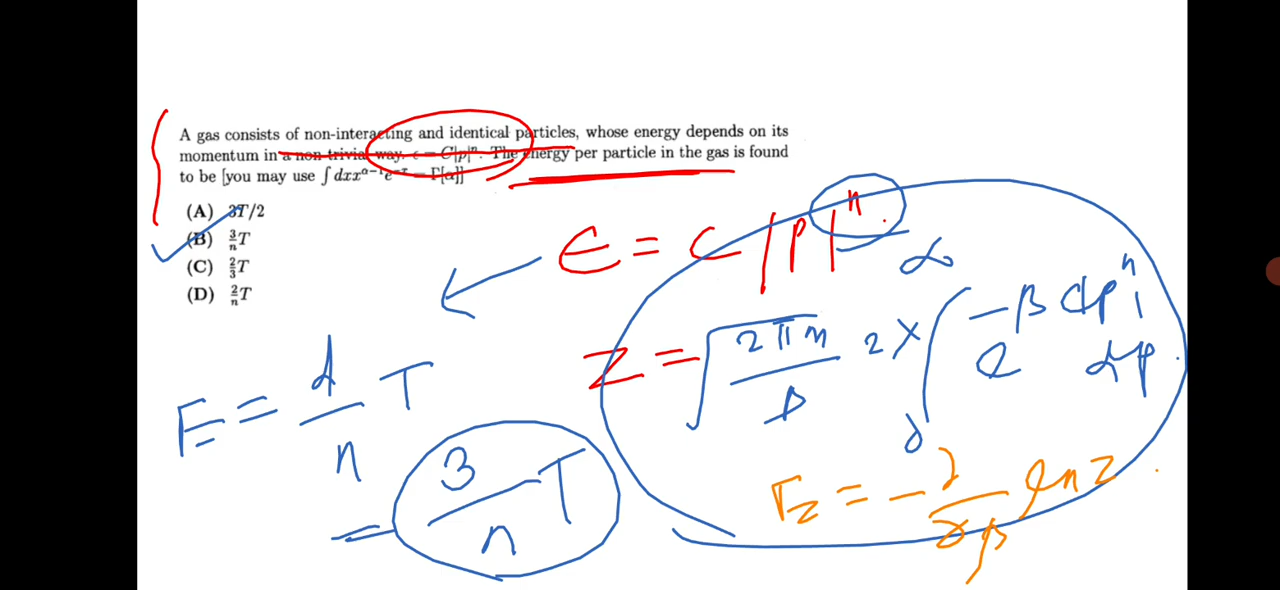 A gas consists of non-interacting and identical particles, whose energy depends on its
momentum in a non-trivial way. ϵ = C|p|ⁿ. The energy per particle in the gas is found
to be [you may use ∫ dxx^{α−1}e^{−x} = Γ[α]]
(A) 3T/2
(B) 3/n T
(C) 2/3 T
(D) 2/n T
ϵ = c |p|ⁿ
Z = √(2πm/β) 2 × ∫₀^∞ e^{−βcpⁿ} dp
E = d/n T
= 3/n T
E = −∂/∂β ln Z